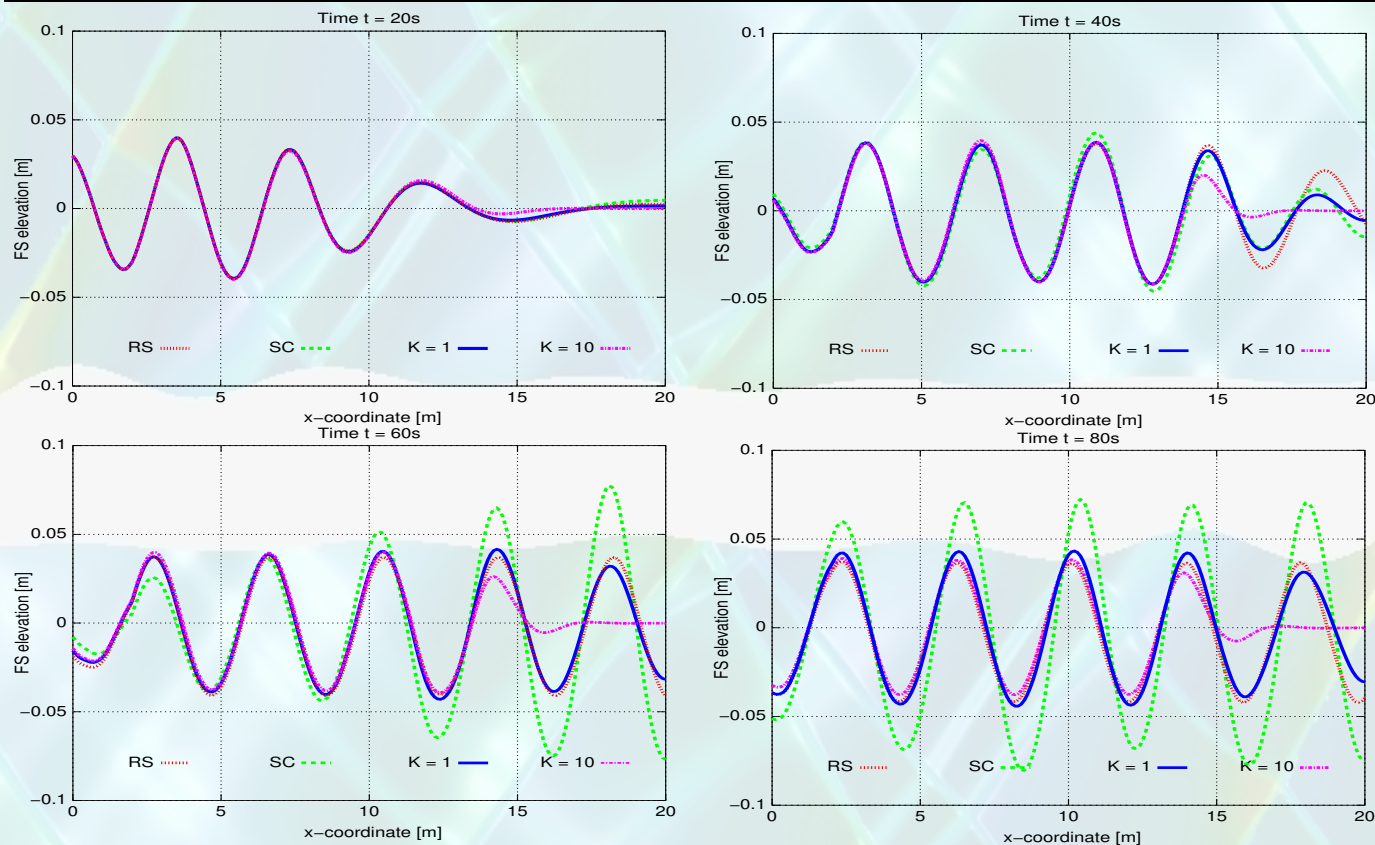 Time t = 20s
0.1
0.05
0
−0.05
−0.1
FS elevation [m]
RS
SC
K = 1
K = 10
0 5 10 15 20
x−coordinate [m]
Time t = 40s
0.1
0.05
0
−0.05
−0.1
FS elevation [m]
RS
SC
K = 1
K = 10
0 5 10 15 20
x−coordinate [m]
Time t = 60s
0.1
0.05
0
−0.05
−0.1
FS elevation [m]
RS
SC
K = 1
K = 10
0 5 10 15 20
x−coordinate [m]
Time t = 80s
0.1
0.05
0
−0.05
−0.1
FS elevation [m]
RS
SC
K = 1
K = 10
0 5 10 15 20
x−coordinate [m]